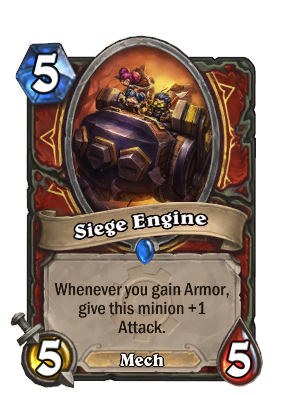 5
Siege Engine
Whenever you gain Armor,
give this minion +1
Attack.
5
Mech
5